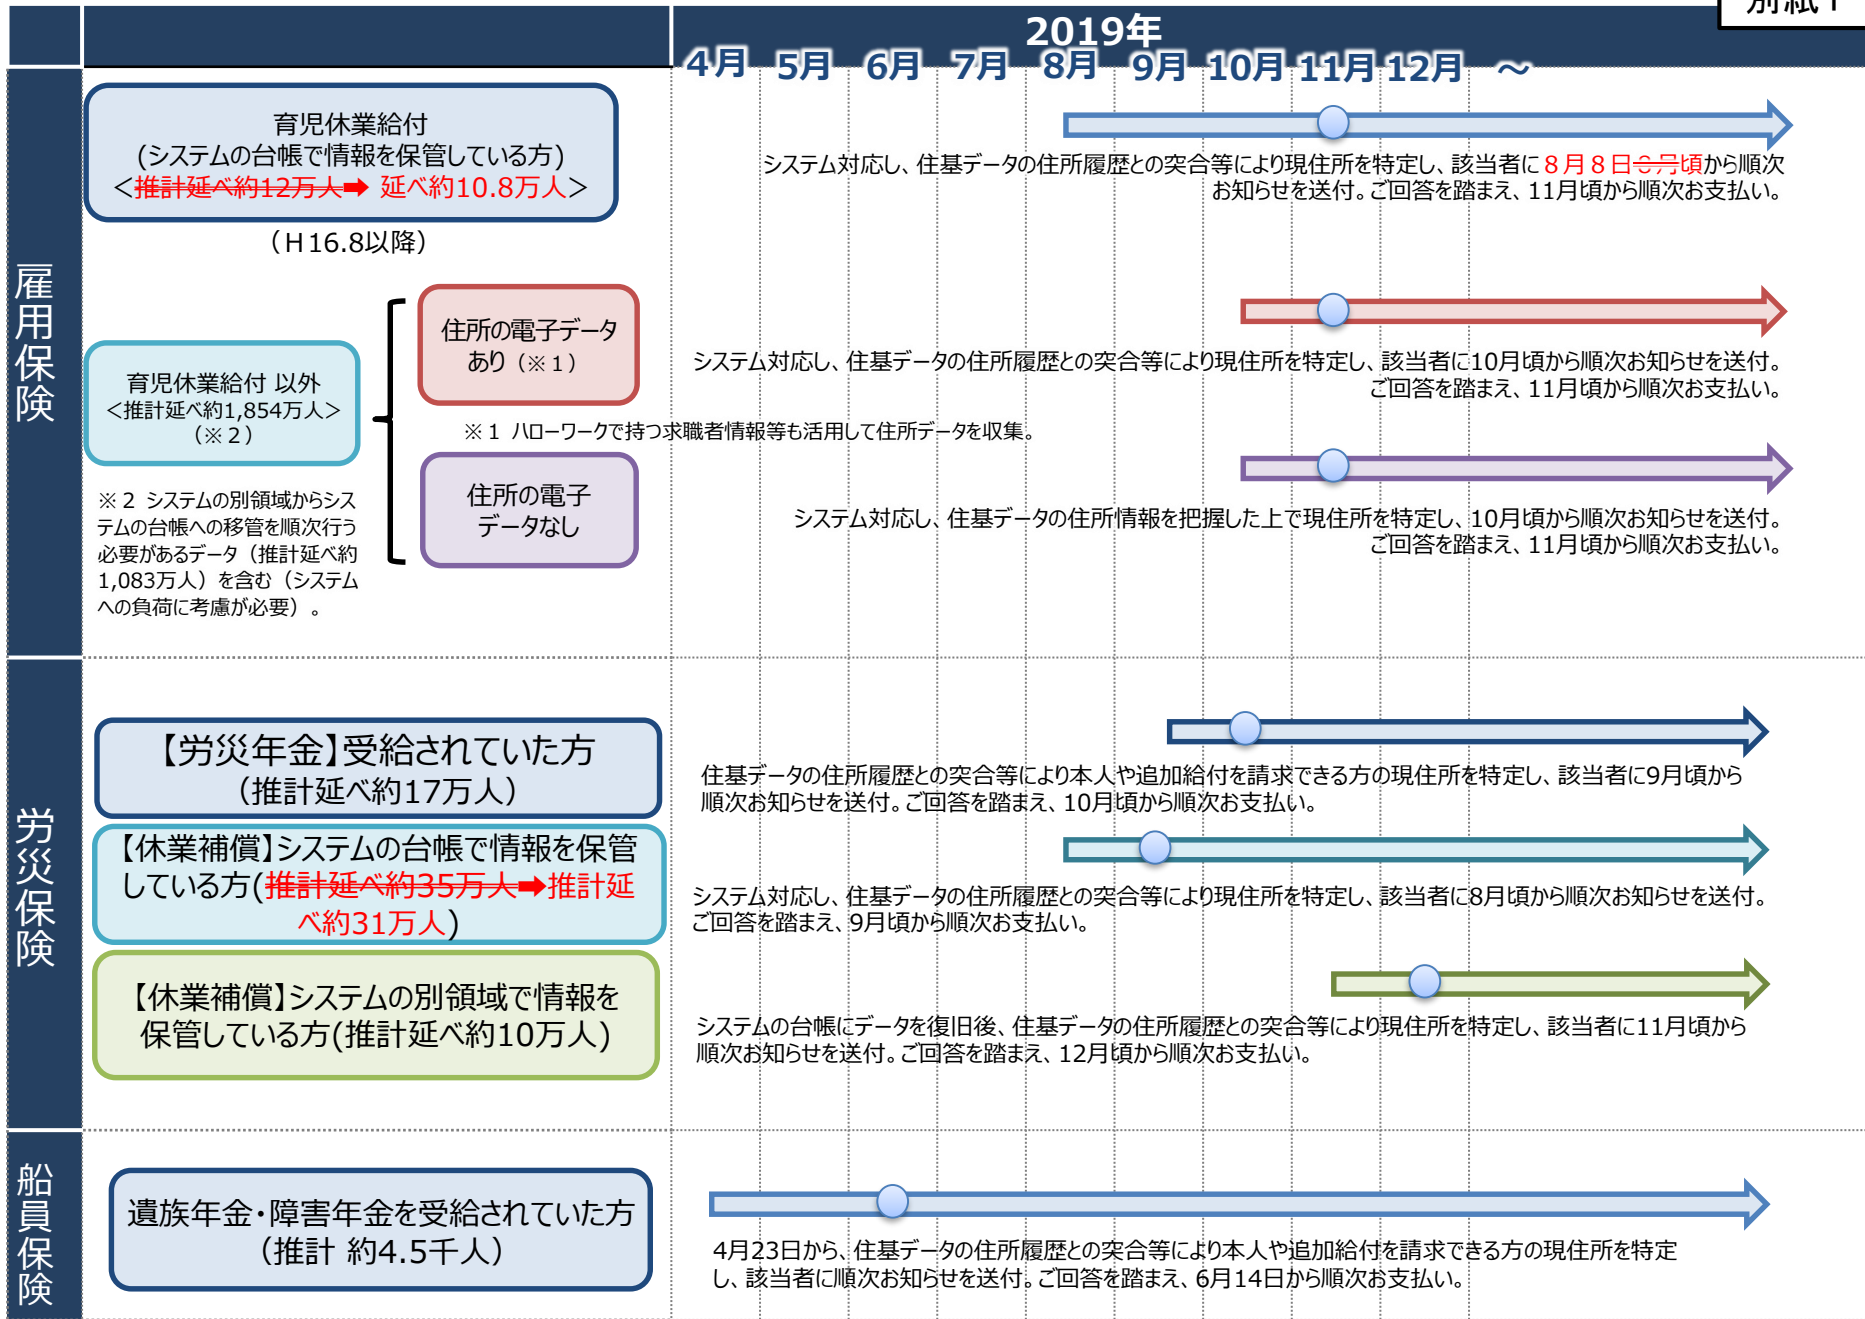 別紙1
2019年
4月 5月 6月 7月 8月 9月 10月 11月 12月 ～
雇用保険
育児休業給付
(システムの台帳で情報を保管している方)
＜推計延べ約12万人➡ 延べ約10.8万人＞
（H16.8以降）
システム対応し、住基データの住所履歴との突合等により現住所を特定し、該当者に８月８日8月頃から順次
お知らせを送付。ご回答を踏まえ、11月頃から順次お支払い。
育児休業給付 以外
＜推計延べ約1,854万人＞
（※２）
住所の電子データ
あり（※１）
システム対応し、住基データの住所履歴との突合等により現住所を特定し、該当者に10月頃から順次お知らせを送付。
ご回答を踏まえ、11月頃から順次お支払い。
※１ ハローワークで持つ求職者情報等も活用して住所データを収集。
住所の電子
データなし
システム対応し、住基データの住所情報を把握した上で現住所を特定し、10月頃から順次お知らせを送付。
ご回答を踏まえ、11月頃から順次お支払い。
※２ システムの別領域からシス
テムの台帳への移管を順次行う
必要があるデータ（推計延べ約
1,083万人）を含む（システム
への負荷に考慮が必要）。
労災保険
【労災年金】受給されていた方
（推計延べ約17万人）
住基データの住所履歴との突合等により本人や追加給付を請求できる方の現住所を特定し、該当者に9月頃から
順次お知らせを送付。ご回答を踏まえ、10月頃から順次お支払い。
【休業補償】システムの台帳で情報を保管
している方(推計延べ約35万人➡推計延
べ約31万人)
システム対応し、住基データの住所履歴との突合等により現住所を特定し、該当者に8月頃から順次お知らせを送付。
ご回答を踏まえ、9月頃から順次お支払い。
【休業補償】システムの別領域で情報を
保管している方(推計延べ約10万人)
システムの台帳にデータを復旧後、住基データの住所履歴との突合等により現住所を特定し、該当者に11月頃から
順次お知らせを送付。ご回答を踏まえ、12月頃から順次お支払い。
船員保険
遺族年金・障害年金を受給されていた方
（推計 約4.5千人）
4月23日から、住基データの住所履歴との突合等により本人や追加給付を請求できる方の現住所を特定
し、該当者に順次お知らせを送付。ご回答を踏まえ、6月14日から順次お支払い。